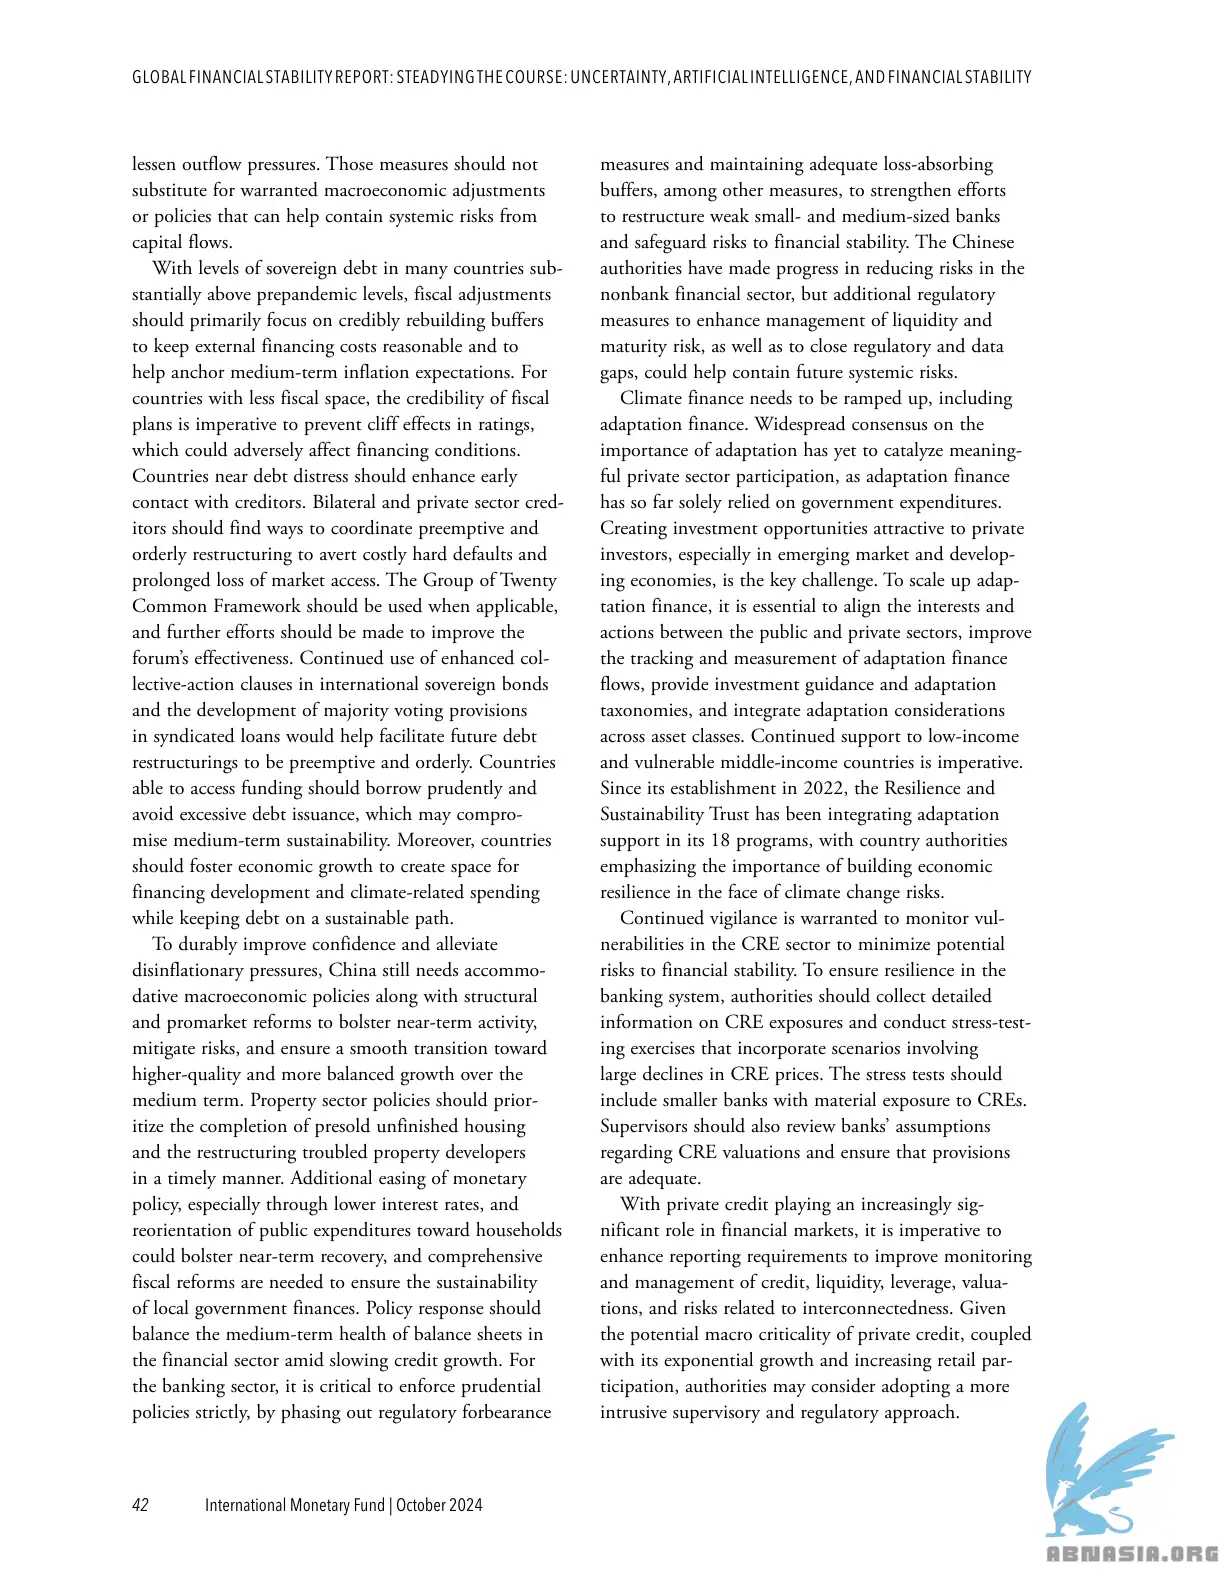 GLOBAL FINANCIAL STABILITY REPORT: STEADYING THE COURSE: UNCERTAINTY, ARTIFICIAL INTELLIGENCE, AND FINANCIAL STABILITY
lessen outflow pressures. Those measures should not
substitute for warranted macroeconomic adjustments
or policies that can help contain systemic risks from
capital flows.
With levels of sovereign debt in many countries sub-
stantially above prepandemic levels, fiscal adjustments
should primarily focus on credibly rebuilding buffers
to keep external financing costs reasonable and to
help anchor medium-term inflation expectations. For
countries with less fiscal space, the credibility of fiscal
plans is imperative to prevent cliff effects in ratings,
which could adversely affect financing conditions.
Countries near debt distress should enhance early
contact with creditors. Bilateral and private sector cred-
itors should find ways to coordinate preemptive and
orderly restructuring to avert costly hard defaults and
prolonged loss of market access. The Group of Twenty
Common Framework should be used when applicable,
and further efforts should be made to improve the
forum's effectiveness. Continued use of enhanced col-
lective-action clauses in international sovereign bonds
and the development of majority voting provisions
in syndicated loans would help facilitate future debt
restructurings to be preemptive and orderly. Countries
able to access funding should borrow prudently and
avoid excessive debt issuance, which may compro-
mise medium-term sustainability. Moreover, countries
should foster economic growth to create space for
financing development and climate-related spending
while keeping debt on a sustainable path.
To durably improve confidence and alleviate
disinflationary pressures, China still needs accommo-
dative macroeconomic policies along with structural
and promarket reforms to bolster near-term activity,
mitigate risks, and ensure a smooth transition toward
higher-quality and more balanced growth over the
medium term. Property sector policies should prior-
itize the completion of presold unfinished housing
and the restructuring troubled property developers
in a timely manner. Additional easing of monetary
policy, especially through lower interest rates, and
reorientation of public expenditures toward households
could bolster near-term recovery, and comprehensive
fiscal reforms are needed to ensure the sustainability
of local government finances. Policy response should
balance the medium-term health of balance sheets in
the financial sector amid slowing credit growth. For
the banking sector, it is critical to enforce prudential
policies strictly, by phasing out regulatory forbearance
measures and maintaining adequate loss-absorbing
buffers, among other measures, to strengthen efforts
to restructure weak small- and medium-sized banks
and safeguard risks to financial stability. The Chinese
authorities have made progress in reducing risks in the
nonbank financial sector, but additional regulatory
measures to enhance management of liquidity and
maturity risk, as well as to close regulatory and data
gaps, could help contain future systemic risks.
Climate finance needs to be ramped up, including
adaptation finance. Widespread consensus on the
importance of adaptation has yet to catalyze meaning-
ful private sector participation, as adaptation finance
has so far solely relied on government expenditures.
Creating investment opportunities attractive to private
investors, especially in emerging market and develop-
ing economies, is the key challenge. To scale up adap-
tation finance, it is essential to align the interests and
actions between the public and private sectors, improve
the tracking and measurement of adaptation finance
flows, provide investment guidance and adaptation
taxonomies, and integrate adaptation considerations
across asset classes. Continued support to low-income
and vulnerable middle-income countries is imperative.
Since its establishment in 2022, the Resilience and
Sustainability Trust has been integrating adaptation
support in its 18 programs, with country authorities
emphasizing the importance of building economic
resilience in the face of climate change risks.
Continued vigilance is warranted to monitor vul-
nerabilities in the CRE sector to minimize potential
risks to financial stability. To ensure resilience in the
banking system, authorities should collect detailed
information on CRE exposures and conduct stress-test-
ing exercises that incorporate scenarios involving
large declines in CRE prices. The stress tests should
include smaller banks with material exposure to CREs.
Supervisors should also review banks' assumptions
regarding CRE valuations and ensure that provisions
are adequate.
With private credit playing an increasingly sig-
nificant role in financial markets, it is imperative to
enhance reporting requirements to improve monitoring
and management of credit, liquidity, leverage, valua-
tions, and risks related to interconnectedness. Given
the potential macro criticality of private credit, coupled
with its exponential growth and increasing retail par-
ticipation, authorities may consider adopting a more
intrusive supervisory and regulatory approach.
42 International Monetary Fund | October 2024
ABNASIA.ORG